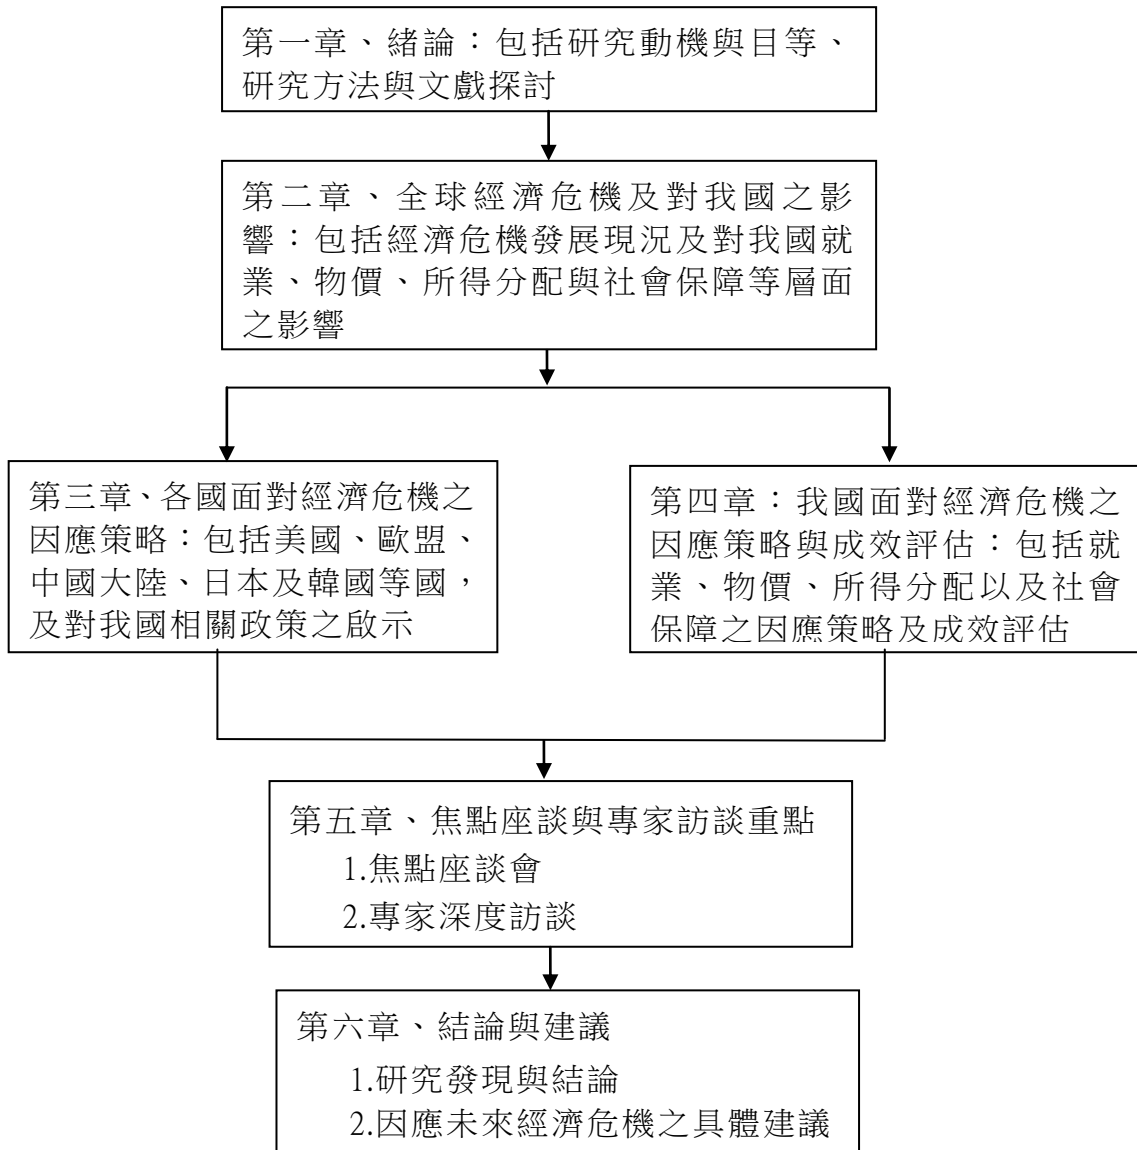 第一章、緒論：包括研究動機與目等、
研究方法與文戲探討
第二章、全球經濟危機及對我國之影
響：包括經濟危機發展現況及對我國就
業、物價、所得分配與社會保障等層面
之影響
第三章、各國面對經濟危機之
因應策略：包括美國、歐盟、
中國大陸、日本及韓國等國，
及對我國相關政策之啟示
第四章：我國面對經濟危機之
因應策略與成效評估：包括就
業、物價、所得分配以及社會
保障之因應策略及成效評估
第五章、焦點座談與專家訪談重點
1.焦點座談會
2.專家深度訪談
第六章、結論與建議
1.研究發現與結論
2.因應未來經濟危機之具體建議